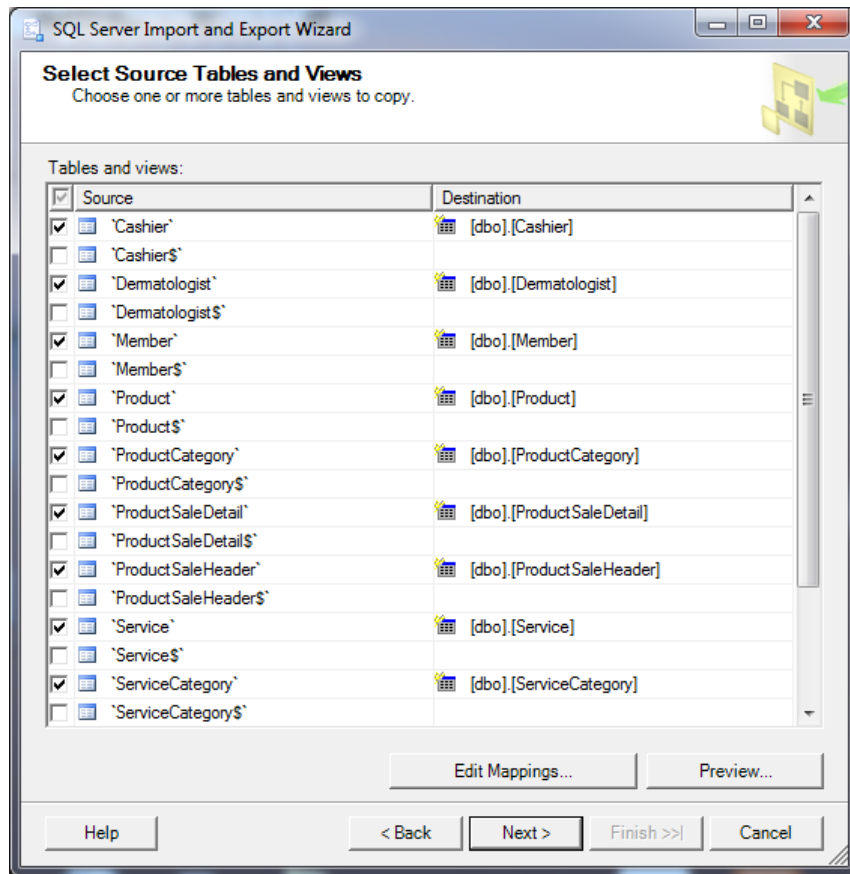 SQL Server Import and Export Wizard
Select Source Tables and Views
Choose one or more tables and views to copy.
Tables and views:
Source Destination
`Cashier` [dbo].[Cashier]
`Cashier$`
`Dermatologist` [dbo].[Dermatologist]
`Dermatologist$`
`Member` [dbo].[Member]
`Member$`
`Product` [dbo].[Product]
`Product$`
`ProductCategory` [dbo].[ProductCategory]
`ProductCategory$`
`ProductSaleDetail` [dbo].[ProductSaleDetail]
`ProductSaleDetail$`
`ProductSaleHeader` [dbo].[ProductSaleHeader]
`ProductSaleHeader$`
`Service` [dbo].[Service]
`Service$`
`ServiceCategory` [dbo].[ServiceCategory]
`ServiceCategory$`
Edit Mappings... Preview...
Help < Back Next > Finish >>| Cancel